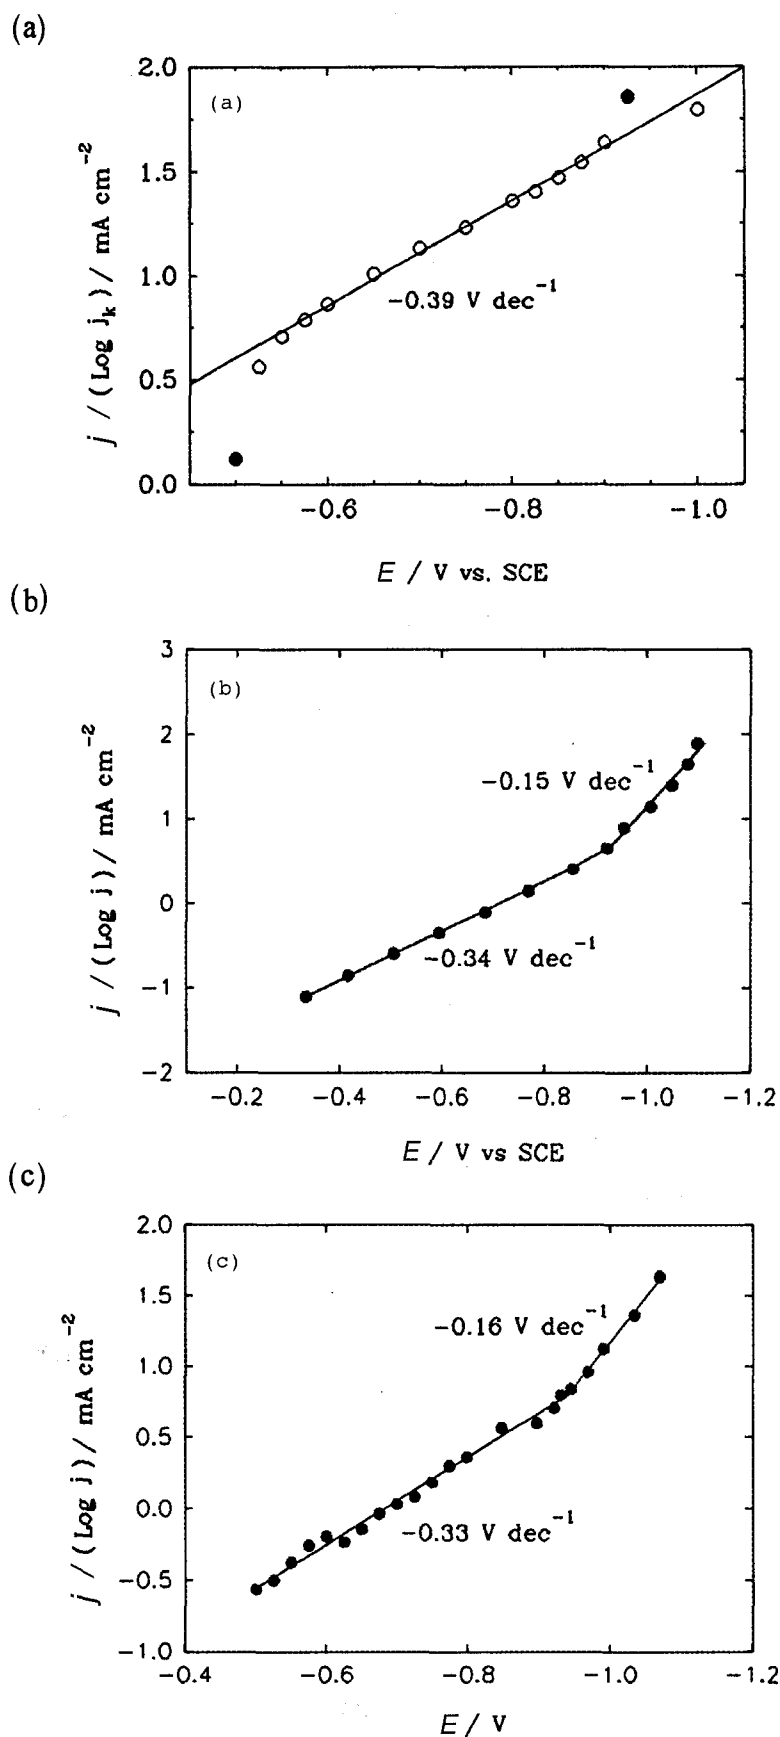 (a)
(a)
2.0
1.5
1.0
0.5
0.0
j / (Log j_k) / mA cm^-2
−0.39 V dec^-1
−0.6 −0.8 −1.0
E / V vs. SCE
(b)
(b)
3
2
1
0
−1
−2
j / (Log j) / mA cm^-2
−0.15 V dec^-1
−0.34 V dec^-1
−0.2 −0.4 −0.6 −0.8 −1.0 −1.2
E / V vs SCE
(c)
(c)
2.0
1.5
1.0
0.5
0.0
−0.5
−1.0
j / (Log j) / mA cm^-2
−0.16 V dec^-1
−0.33 V dec^-1
−0.4 −0.6 −0.8 −1.0 −1.2
E / V